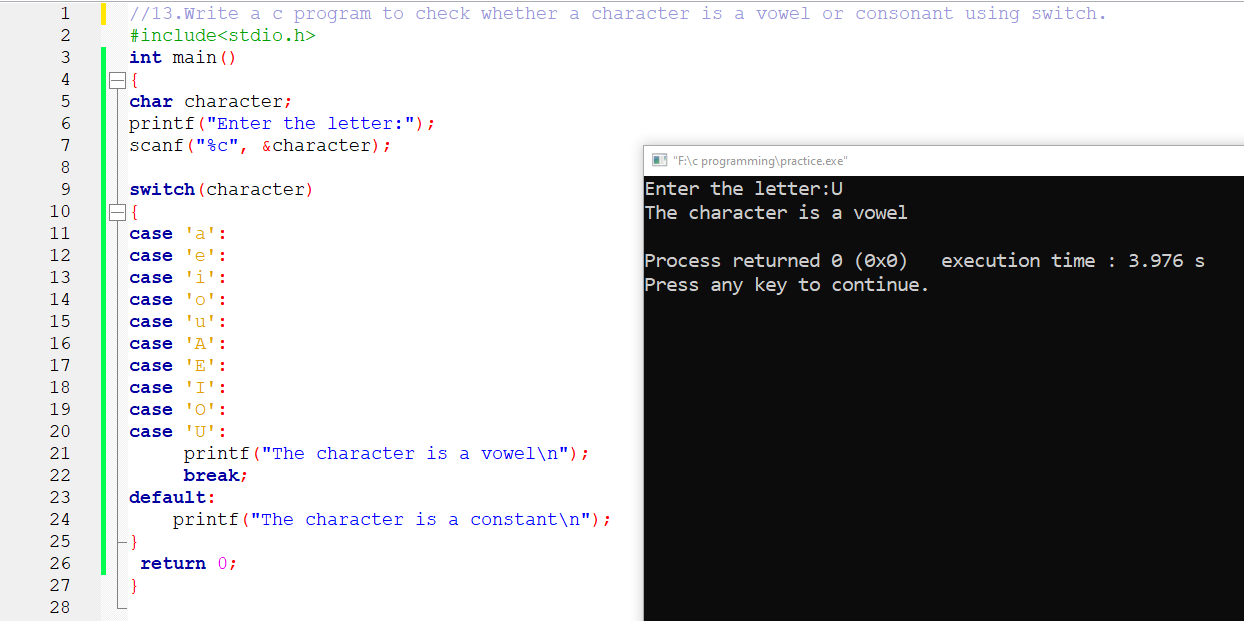 1 //13.Write a c program to check whether a character is a vowel or consonant using switch.
2 #include<stdio.h>
3 int main()
4 {
5 char character;
6 printf("Enter the letter:");
7 scanf("%c", &character);
8
9 switch(character)
10 {
11 case 'a':
12 case 'e':
13 case 'i':
14 case 'o':
15 case 'u':
16 case 'A':
17 case 'E':
18 case 'I':
19 case 'O':
20 case 'U':
21 printf("The character is a vowel\n");
22 break;
23 default:
24 printf("The character is a constant\n");
25 }
26 return 0;
27 }
28
"F:\c programming\practice.exe"
Enter the letter:U
The character is a vowel
Process returned 0 (0x0) execution time : 3.976 s
Press any key to continue.